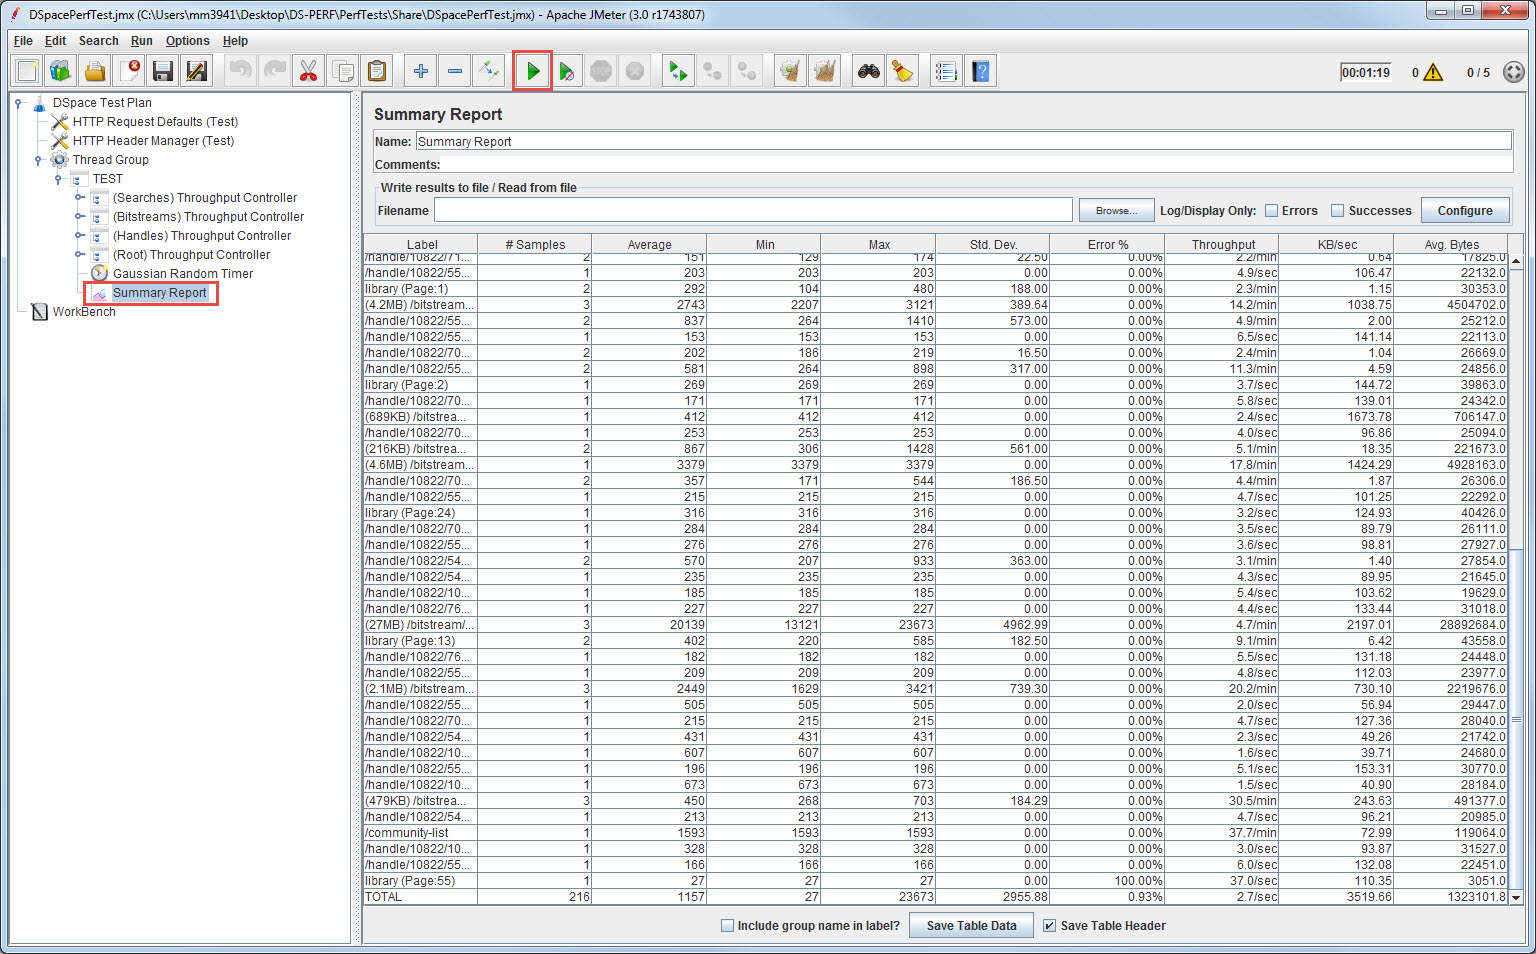 DSpacePerfTest.jmx (C:\Users\mm3941\Desktop\DS-PERF\PerfTests\Share\DSpacePerfTest.jmx) - Apache JMeter (3.0 r1743807)
File Edit Search Run Options Help
00:01:19 0 0 / 5
DSpace Test Plan
HTTP Request Defaults (Test)
HTTP Header Manager (Test)
Thread Group
TEST
(Searches) Throughput Controller
(Bitstreams) Throughput Controller
(Handles) Throughput Controller
(Root) Throughput Controller
Gaussian Random Timer
Summary Report
WorkBench
Summary Report
Name: Summary Report
Comments:
Write results to file / Read from file
Filename Browse... Log/Display Only: Errors Successes Configure
Label # Samples Average Min Max Std. Dev. Error % Throughput KB/sec Avg. Bytes
/handle/10822/71... 2 151 129 174 22.50 0.00% 2.2/min 0.64 17825.0
/handle/10822/55... 1 203 203 203 0.00 0.00% 4.9/sec 106.47 22132.0
library (Page:1) 2 292 104 480 188.00 0.00% 2.3/min 1.15 30353.0
(4.2MB) /bitstream... 3 2743 2207 3121 389.64 0.00% 14.2/min 1038.75 4504702.0
/handle/10822/55... 2 837 264 1410 573.00 0.00% 4.9/sec 2.00 25212.0
/handle/10822/55... 1 153 153 153 0.00 0.00% 6.5/sec 141.14 22113.0
/handle/10822/70... 2 202 186 219 16.50 0.00% 2.4/min 1.04 26669.0
/handle/10822/55... 2 581 264 898 317.00 0.00% 11.3/min 4.59 24856.0
library (Page:2) 1 269 269 269 0.00 0.00% 3.7/sec 144.72 39863.0
/handle/10822/70... 1 171 171 171 0.00 0.00% 5.8/sec 139.01 24342.0
(689KB) /bitstrea... 1 412 412 412 0.00 0.00% 2.4/sec 1673.78 706147.0
/handle/10822/70... 1 253 253 253 0.00 0.00% 4.0/sec 96.86 25094.0
(216KB) /bitstrea... 2 867 306 1428 561.00 0.00% 5.1/min 18.35 221673.0
(4.6MB) /bitstream... 1 3379 3379 3379 0.00 0.00% 17.8/min 1424.29 4928163.0
/handle/10822/70... 2 357 171 544 186.50 0.00% 4.4/min 1.87 26306.0
/handle/10822/55... 1 215 215 215 0.00 0.00% 4.7/sec 101.25 22292.0
library (Page:24) 1 316 316 316 0.00 0.00% 3.2/sec 124.93 40426.0
/handle/10822/70... 1 284 284 284 0.00 0.00% 3.5/sec 89.79 26111.0
/handle/10822/55... 1 276 276 276 0.00 0.00% 3.6/sec 98.81 27927.0
/handle/10822/54... 2 570 207 933 363.00 0.00% 3.1/min 1.40 27854.0
/handle/10822/54... 1 235 235 235 0.00 0.00% 4.3/sec 89.95 21645.0
/handle/10822/10... 1 185 185 185 0.00 0.00% 5.4/sec 103.62 19629.0
/handle/10822/76... 1 227 227 227 0.00 0.00% 4.4/sec 133.44 31018.0
(27MB) /bitstream/... 3 20139 13121 23673 4962.99 0.00% 4.7/min 2197.01 28892684.0
library (Page:13) 2 402 220 585 182.50 0.00% 9.1/min 6.42 43558.0
/handle/10822/76... 1 182 182 182 0.00 0.00% 5.5/sec 131.18 24448.0
/handle/10822/55... 1 209 209 209 0.00 0.00% 4.8/sec 112.03 23977.0
(2.1MB) /bitstream... 3 2449 1629 3421 739.30 0.00% 20.2/min 730.10 2219676.0
/handle/10822/55... 1 505 505 505 0.00 0.00% 2.0/sec 56.94 29447.0
/handle/10822/70... 1 215 215 215 0.00 0.00% 4.7/sec 127.36 28040.0
/handle/10822/54... 1 431 431 431 0.00 0.00% 2.3/sec 49.26 21742.0
/handle/10822/10... 1 607 607 607 0.00 0.00% 1.6/sec 39.71 24680.0
/handle/10822/55... 1 196 196 196 0.00 0.00% 5.1/sec 153.31 30770.0
/handle/10822/10... 1 673 673 673 0.00 0.00% 1.5/sec 40.90 28184.0
(479KB) /bitstrea... 3 450 268 703 184.29 0.00% 30.5/min 243.63 491377.0
/handle/10822/54... 1 213 213 213 0.00 0.00% 4.7/sec 96.21 20985.0
/community-list 1 1593 1593 1593 0.00 0.00% 37.7/min 72.99 119064.0
/handle/10822/10... 1 328 328 328 0.00 0.00% 3.0/sec 93.87 31527.0
/handle/10822/55... 1 166 166 166 0.00 0.00% 6.0/sec 132.08 22451.0
library (Page:55) 1 27 27 27 0.00 100.00% 37.0/sec 110.35 3051.0
TOTAL 216 1157 27 23673 2955.88 0.93% 2.7/sec 3519.66 1323101.8
Include group name in label? Save Table Data Save Table Header